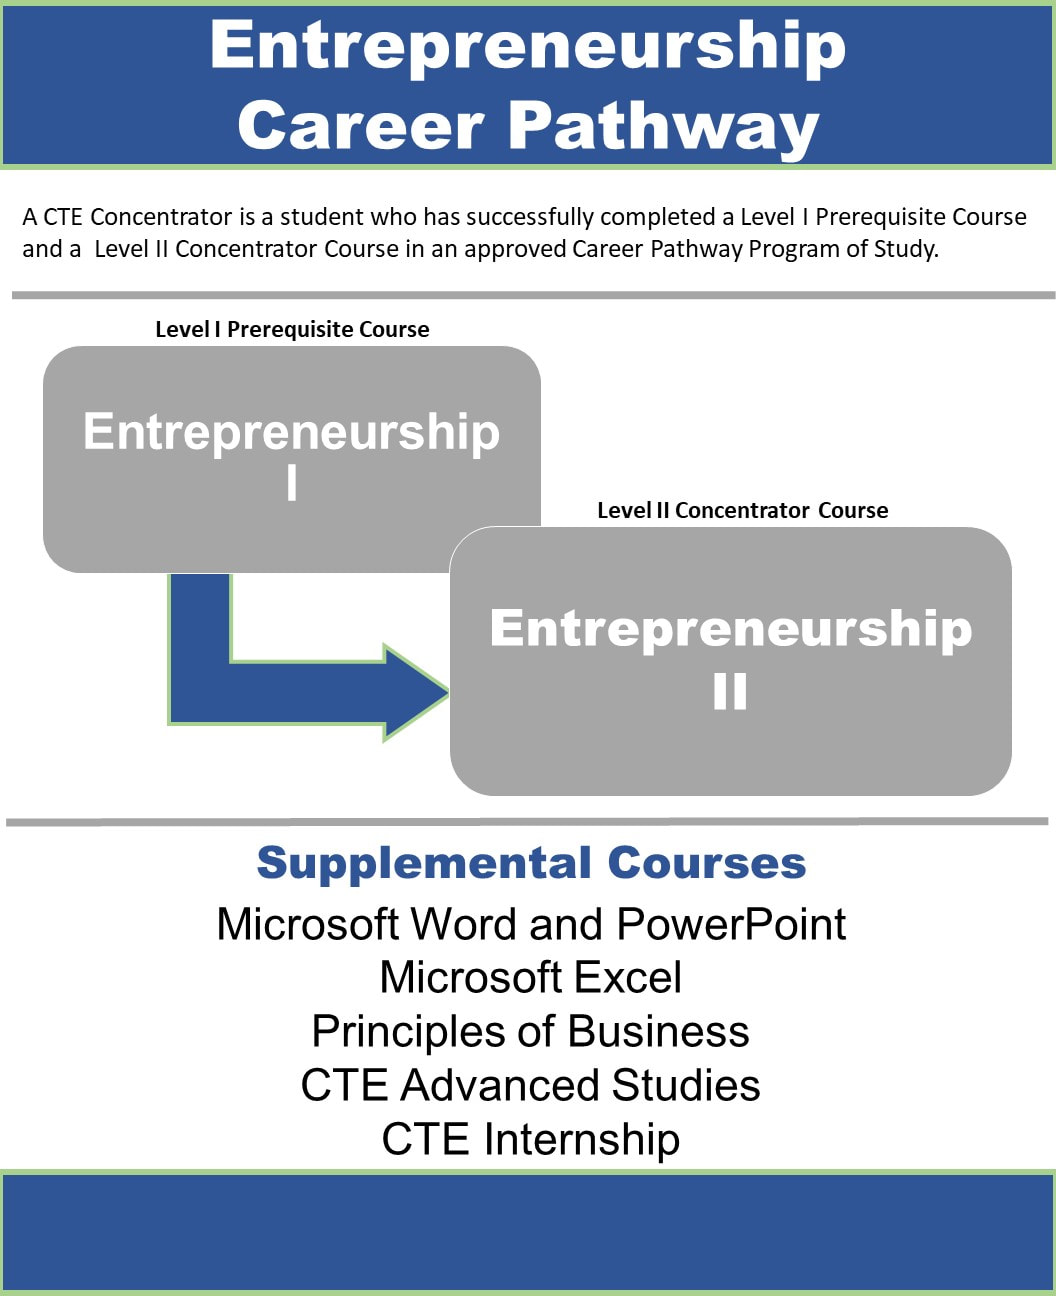 Entrepreneurship
Career Pathway
A CTE Concentrator is a student who has successfully completed a Level I Prerequisite Course
and a  Level II Concentrator Course in an approved Career Pathway Program of Study.
Level I Prerequisite Course
Entrepreneurship
I
Level II Concentrator Course
Entrepreneurship
II
Supplemental Courses
Microsoft Word and PowerPoint
Microsoft Excel
Principles of Business
CTE Advanced Studies
CTE Internship